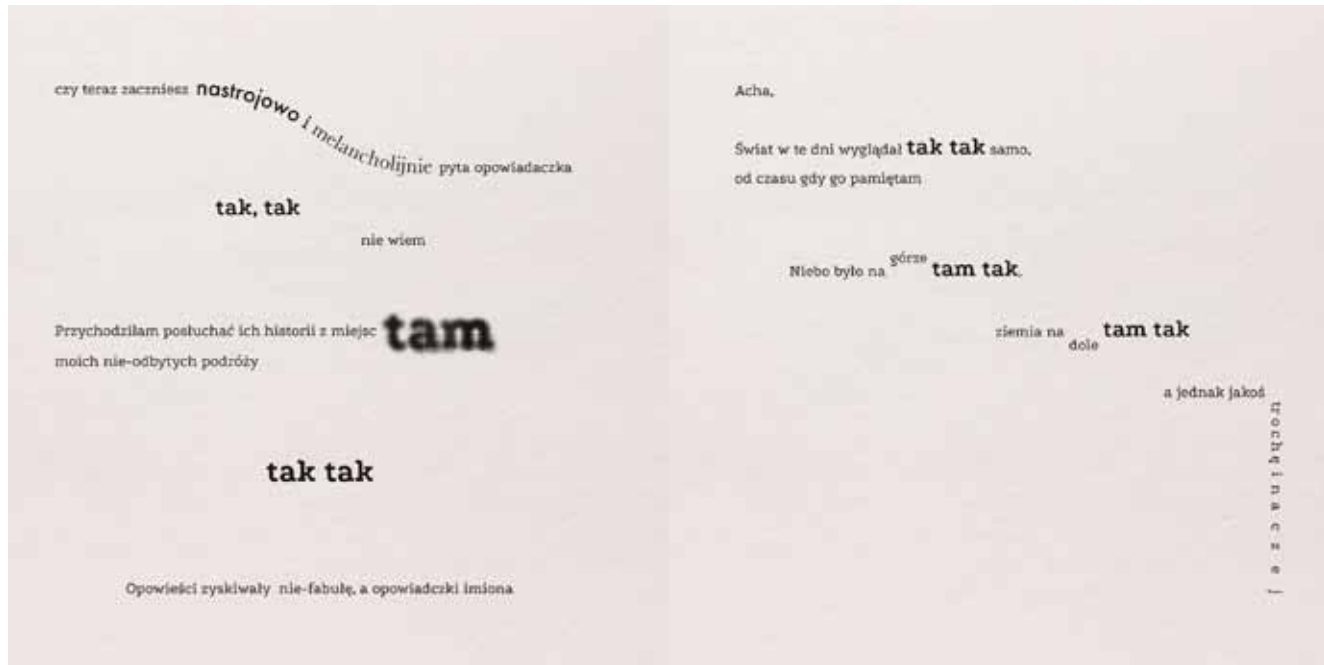 czy teraz zaczniesz nastrojowo i melancholijnie pyta opowiadaczka
tak, tak
nie wiem
Przychodziłam posłuchać ich historii z miejsc tam
moich nie-odbytych podróży
tak tak
Opowieści zyskiwały nie-fabułę, a opowiadczki imiona
Acha,
Świat w te dni wyglądał tak tak samo,
od czasu gdy go pamiętam
Niebo było na górze tam tak,
ziemia na dole tam tak
a jednak jakoś
trochęinaczej